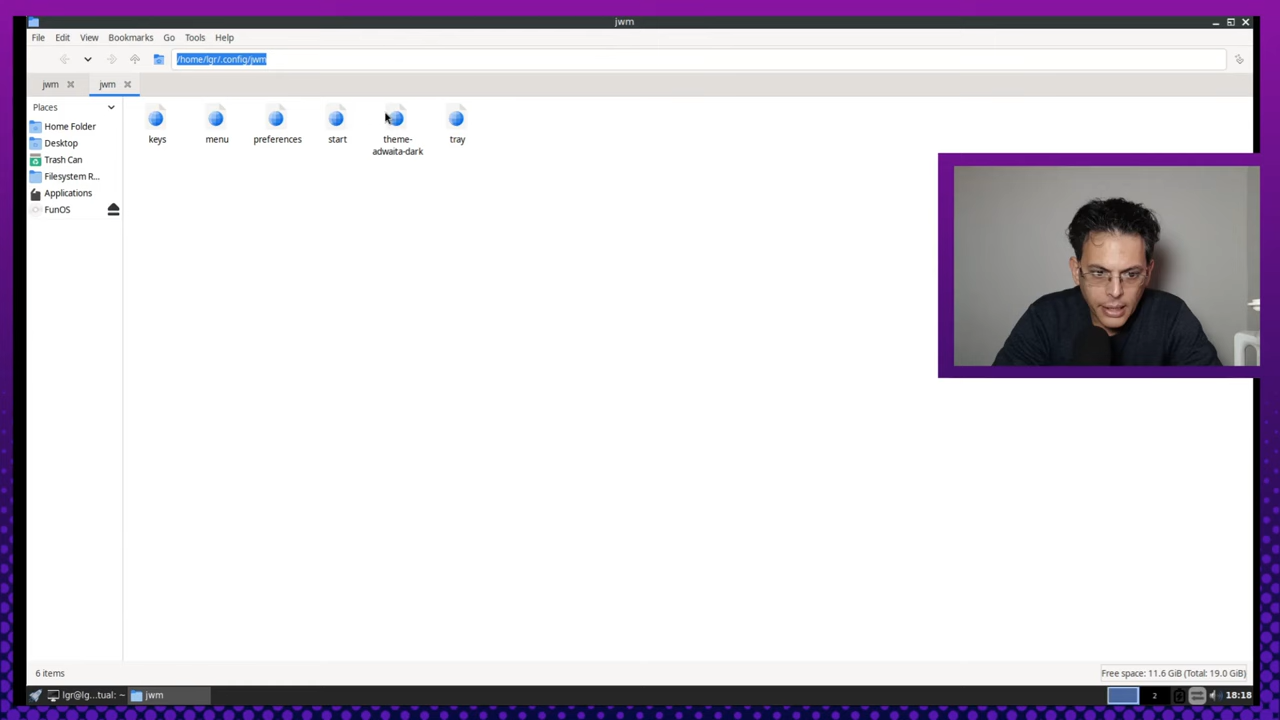 jwm
File Edit View Bookmarks Go Tools Help
/home/lgr/.config/jwm
jwm jwm
Places
Home Folder
Desktop
Trash Can
Filesystem R...
Applications
FunOS
keys
menu
preferences
start
theme-
adwaita-dark
tray
6 items
Free space: 11.6 GiB (Total: 19.0 GiB)
lgr@lg...tual: ~
jwm
2
18:18